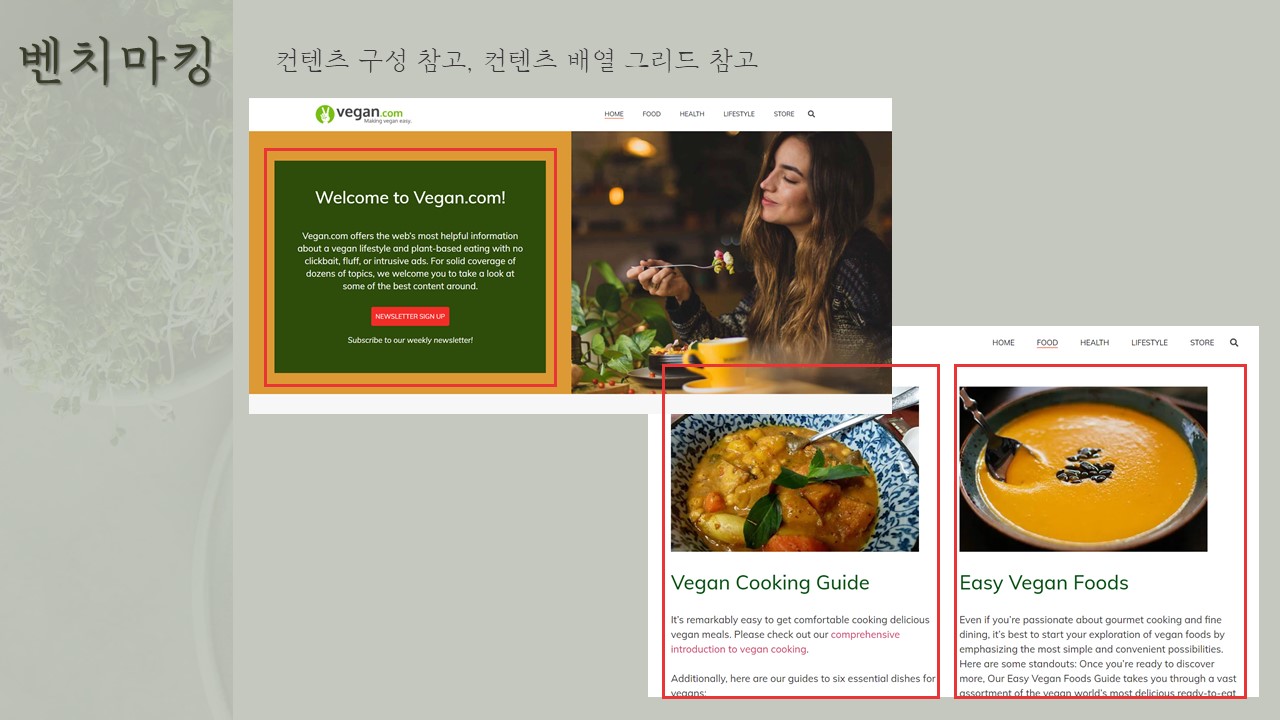 벤치마킹
컨텐츠 구성 참고, 컨텐츠 배열 그리드 참고
vegan.com
Making vegan easy.
HOME FOOD HEALTH LIFESTYLE STORE
Welcome to Vegan.com!
Vegan.com offers the web's most helpful information
about a vegan lifestyle and plant-based eating with no
clickbait, fluff, or intrusive ads. For solid coverage of
dozens of topics, we welcome you to take a look at
some of the best content around.
NEWSLETTER SIGN UP
Subscribe to our weekly newsletter!
HOME FOOD HEALTH LIFESTYLE STORE
Vegan Cooking Guide
It's remarkably easy to get comfortable cooking delicious
vegan meals. Please check out our comprehensive
introduction to vegan cooking.
Additionally, here are our guides to six essential dishes for
vegans:
Easy Vegan Foods
Even if you're passionate about gourmet cooking and fine
dining, it's best to start your exploration of vegan foods by
emphasizing the most simple and convenient possibilities.
Here are some standouts: Once you're ready to discover
more, Our Easy Vegan Foods Guide takes you through a vast
assortment of the vegan world's most delicious ready-to-eat